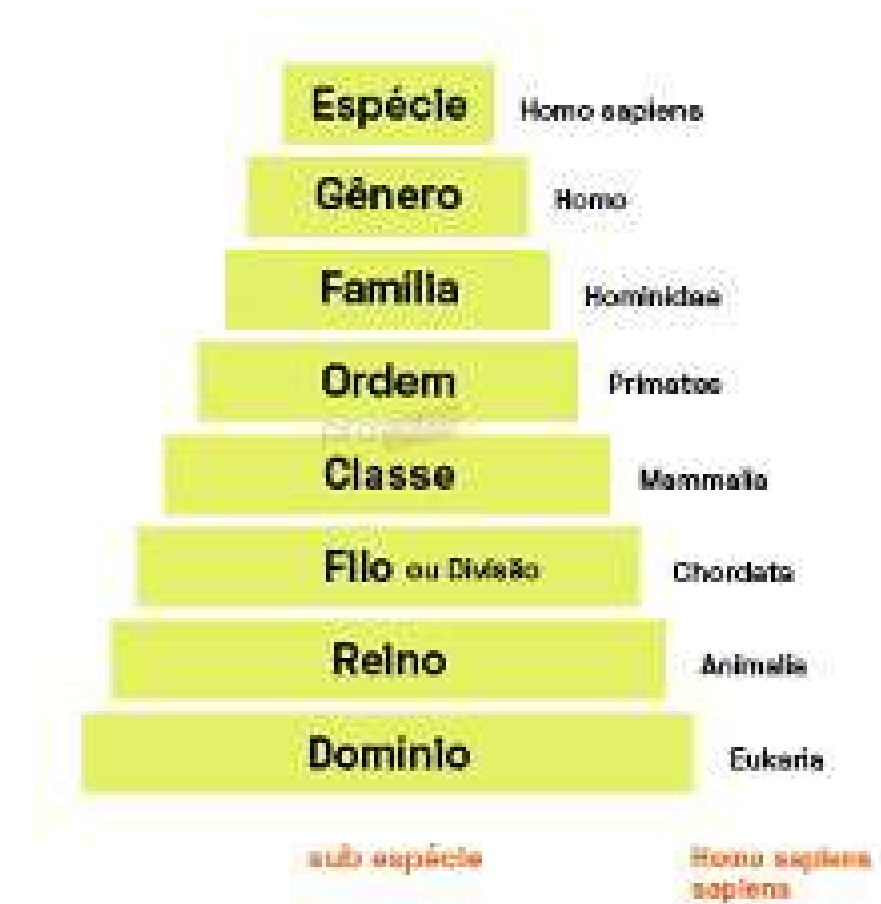 Espécie Homo sapiens
Gênero Homo
Família Hominidae
Ordem Primatas
Classe Mammalia
Filo ou Divisão Chordata
Reino Animalia
Domínio Eukaria
sub espécie Homo sapiens
sapiens